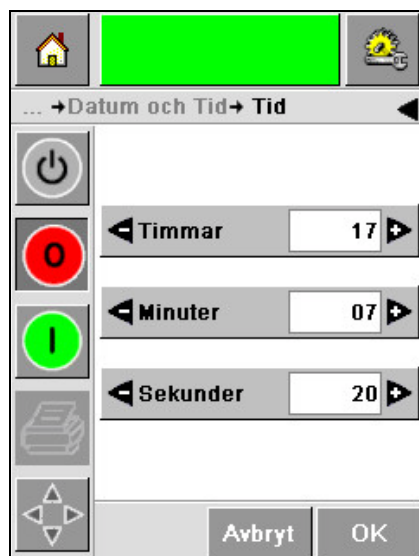 ... →Datum och Tid→ Tid
Timmar 17
O
Minuter 07
I
Sekunder 20
Avbryt OK